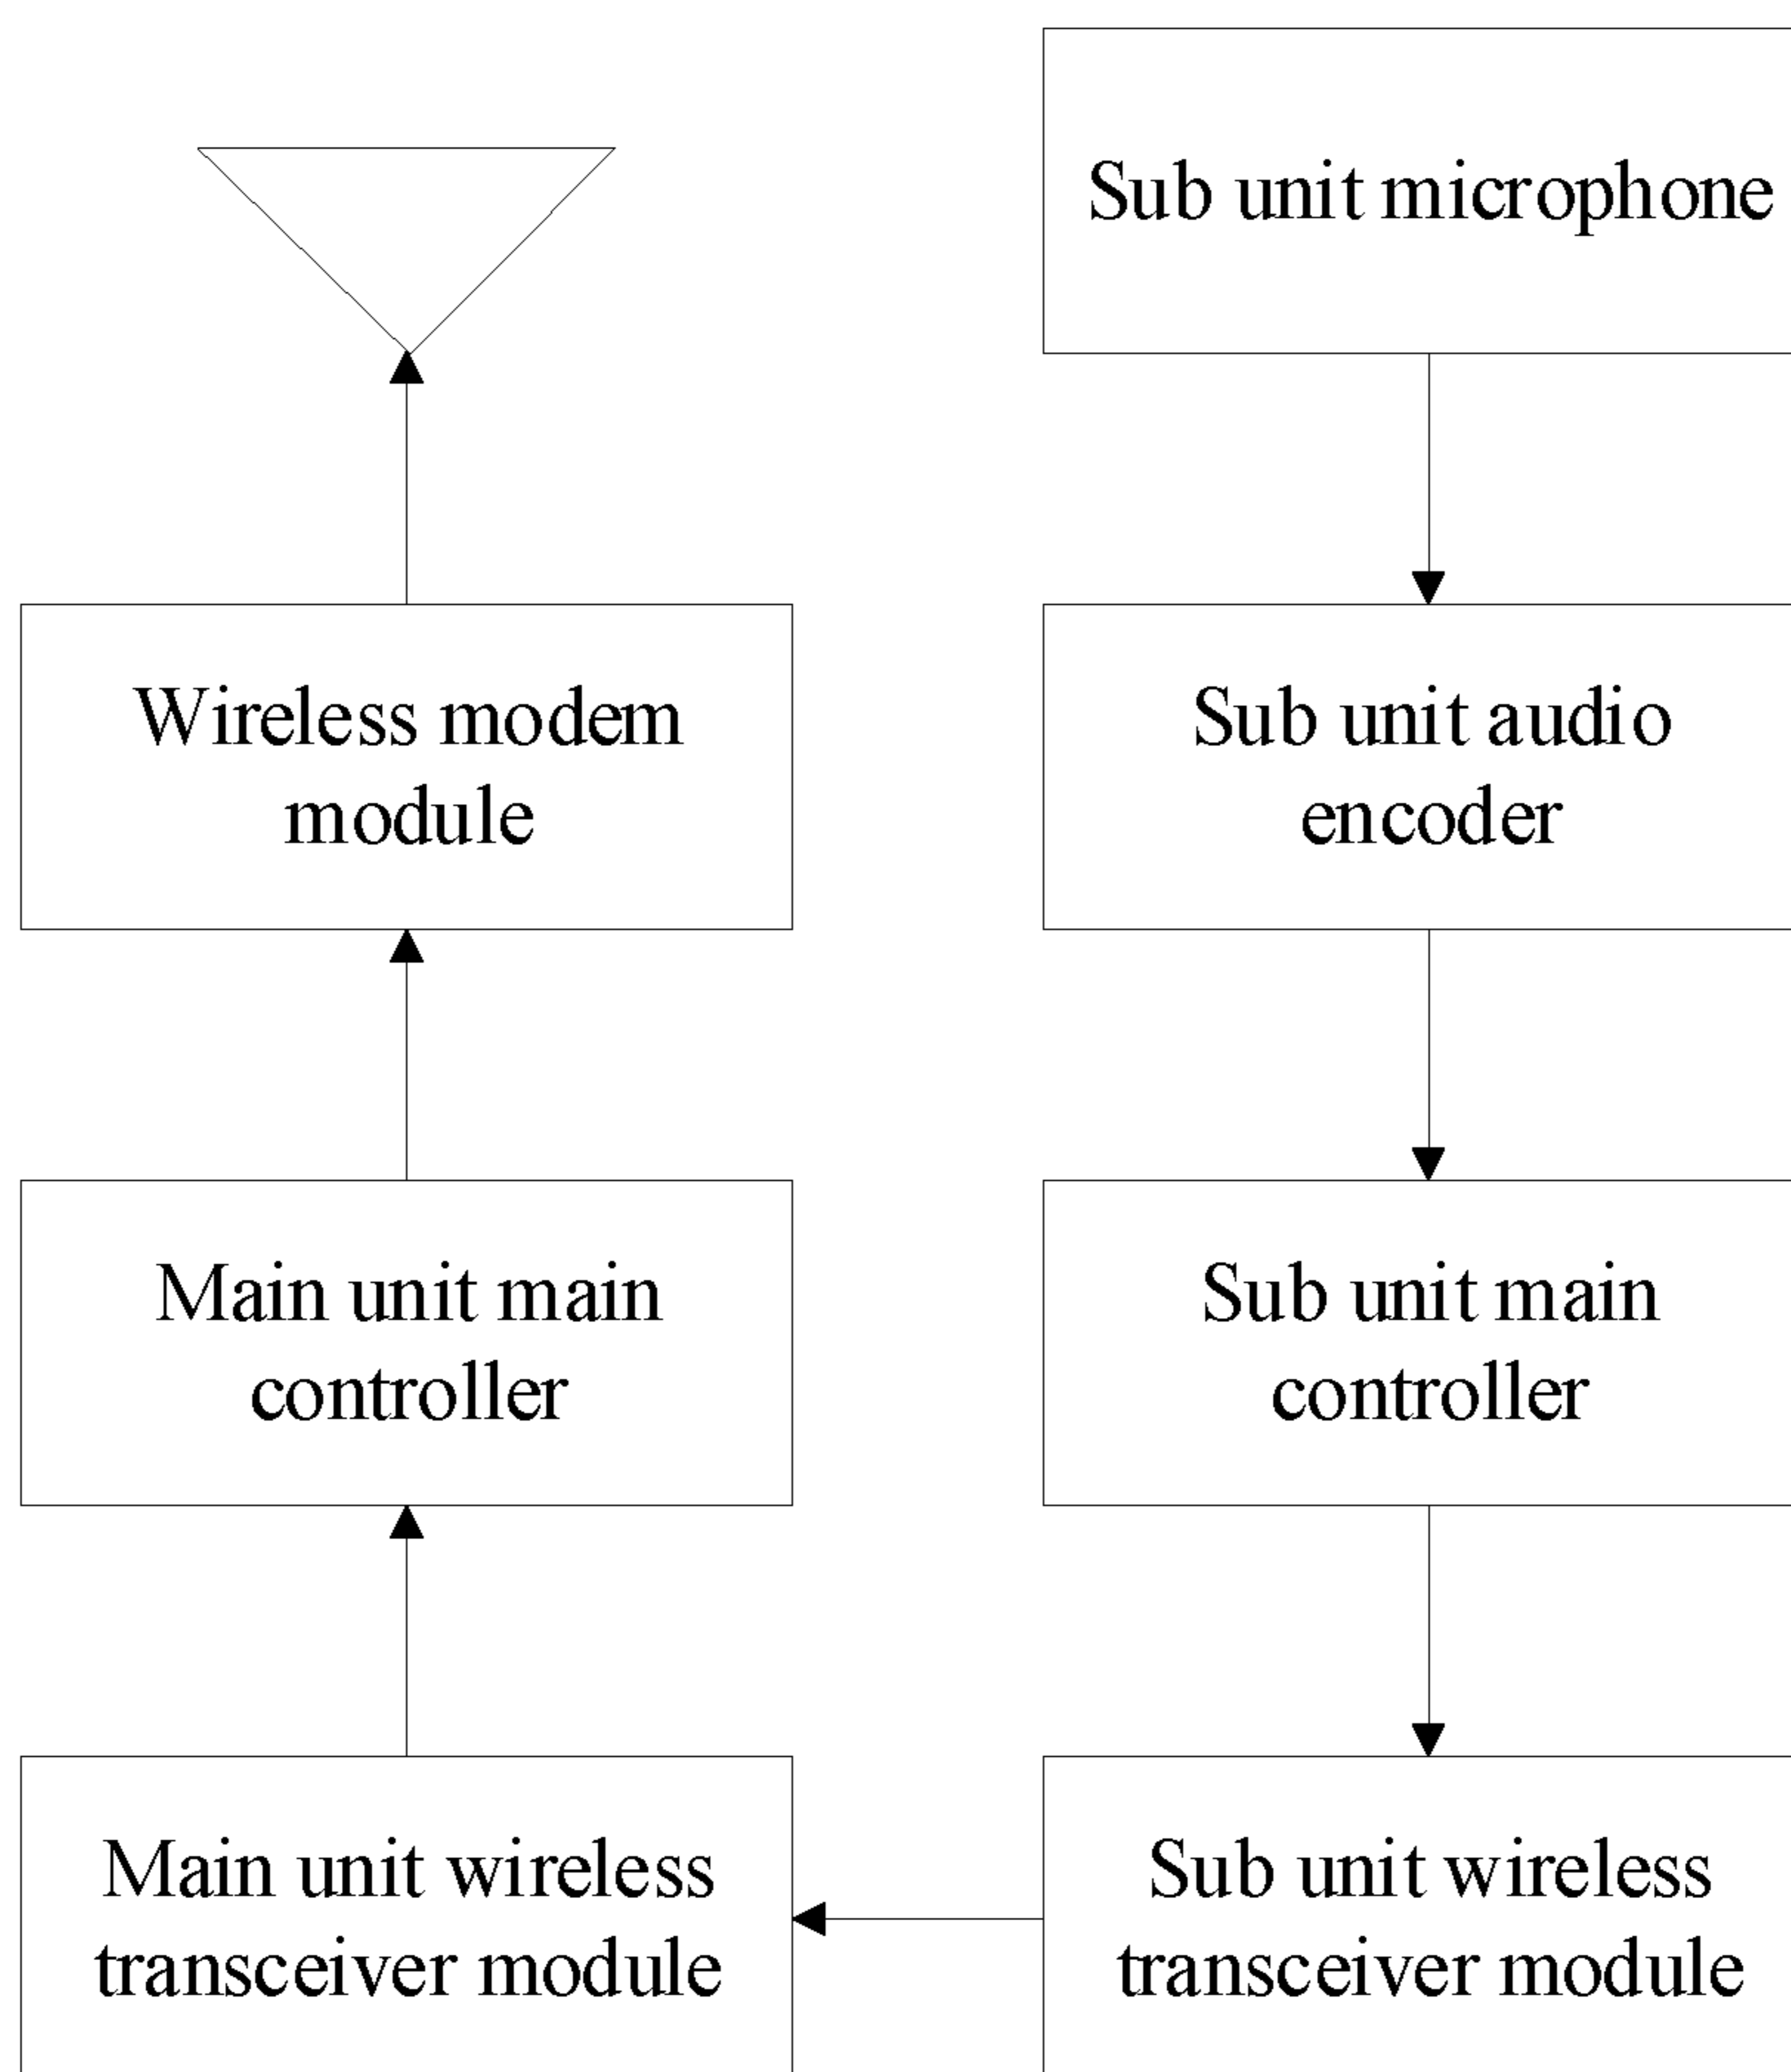 Sub unit microphone
Wireless modem
module
Sub unit audio
encoder
Main unit main
controller
Sub unit main
controller
Main unit wireless
transceiver module
Sub unit wireless
transceiver module